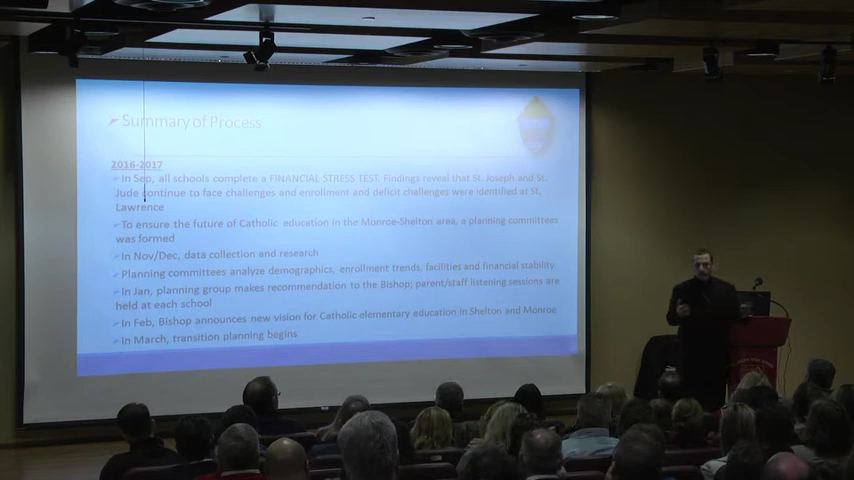 Summary of Process
2016-2017
In Sep, all schools complete a FINANCIAL STRESS TEST. Findings reveal that St. Joseph and St.
Jude continue to face challenges and enrollment and deficit challenges were identified at St.
Lawrence
To ensure the future of Catholic education in the Monroe-Shelton area, a planning committee
was formed
In Nov/Dec, data collection and research
Planning committees analyze demographics, enrollment trends, facilities and financial stability
In Jan, planning group makes recommendation to the Bishop; parent/staff listening sessions are
held at each school
In Feb, Bishop announces new vision for Catholic elementary education in Shelton and Monroe
In March, transition planning begins